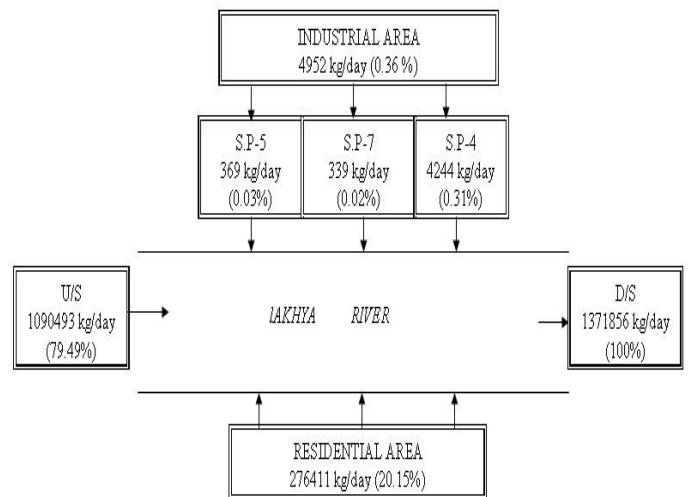 INDUSTRIAL AREA
4952 kg/day (0.36 %)
S.P-5
369 kg/day
(0.03%)
S.P-7
339 kg/day
(0.02%)
S.P-4
4244 kg/day
(0.31%)
U/S
1090493 kg/day
(79.49%)
lAKHYA RIVER
D/S
1371856 kg/day
(100%)
RESIDENTIAL AREA
276411 kg/day (20.15%)